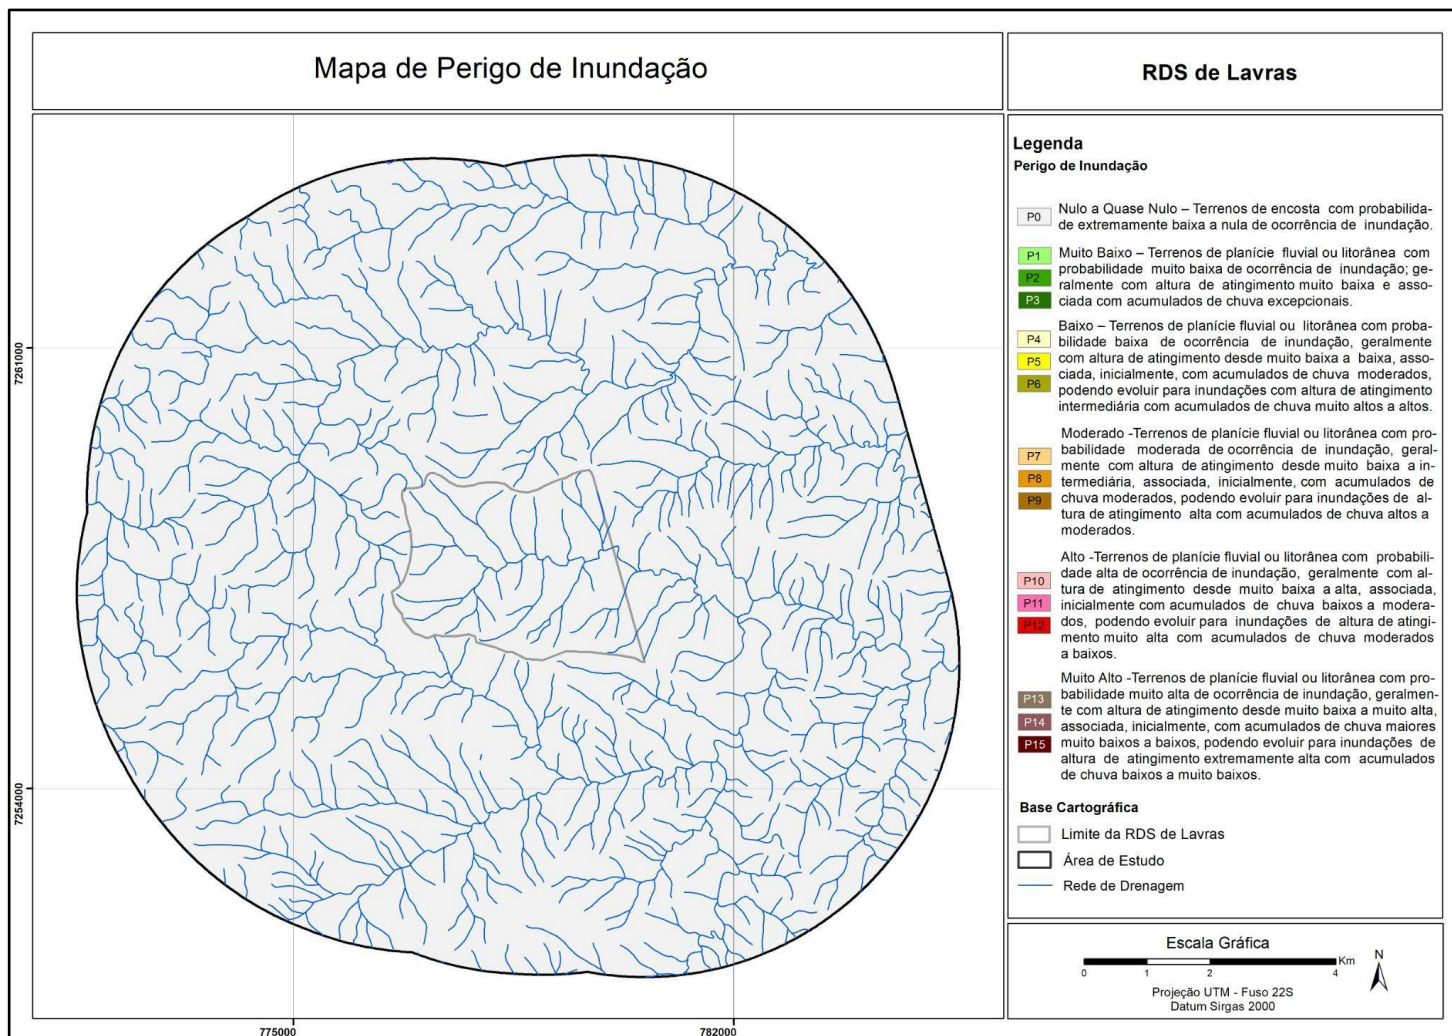 Mapa de Perigo de Inundação
RDS de Lavras
7261000
7254000
775000
782000
Legenda
Perigo de Inundação
P0
Nulo a Quase Nulo – Terrenos de encosta com probabilida-
de extremamente baixa a nula de ocorrência de inundação.
P1
P2
P3
Muito Baixo – Terrenos de planície fluvial ou litorânea com
probabilidade muito baixa de ocorrência de inundação; ge-
ralmente com altura de atingimento muito baixa e asso-
ciada com acumulados de chuva excepcionais.
P4
P5
P6
Baixo – Terrenos de planície fluvial ou litorânea com proba-
bilidade baixa de ocorrência de inundação, geralmente
com altura de atingimento desde muito baixa a baixa, asso-
ciada, inicialmente, com acumulados de chuva moderados,
podendo evoluir para inundações com altura de atingimento
intermediária com acumulados de chuva muito altos a altos.
P7
P8
P9
Moderado -Terrenos de planície fluvial ou litorânea com pro-
babilidade moderada de ocorrência de inundação, geral-
mente com altura de atingimento desde muito baixa a in-
termediária, associada, inicialmente, com acumulados de
chuva moderados, podendo evoluir para inundações de al-
tura de atingimento alta com acumulados de chuva altos a
moderados.
P10
P11
P12
Alto -Terrenos de planície fluvial ou litorânea com probabili-
dade alta de ocorrência de inundação, geralmente com al-
tura de atingimento desde muito baixa a alta, associada,
inicialmente com acumulados de chuva baixos a modera-
dos, podendo evoluir para inundações de altura de atingi-
mento muito alta com acumulados de chuva moderados
a baixos.
P13
P14
P15
Muito Alto -Terrenos de planície fluvial ou litorânea com pro-
babilidade muito alta de ocorrência de inundação, geralmen-
te com altura de atingimento desde muito baixa a muito alta,
associada, inicialmente, com acumulados de chuva maiores
muito baixos a baixos, podendo evoluir para inundações de
altura de atingimento extremamente alta com acumulados
de chuva baixos a muito baixos.
Base Cartográfica
Limite da RDS de Lavras
Área de Estudo
Rede de Drenagem
Escala Gráfica
0 1 2 4 Km
N
Projeção UTM - Fuso 22S
Datum Sirgas 2000